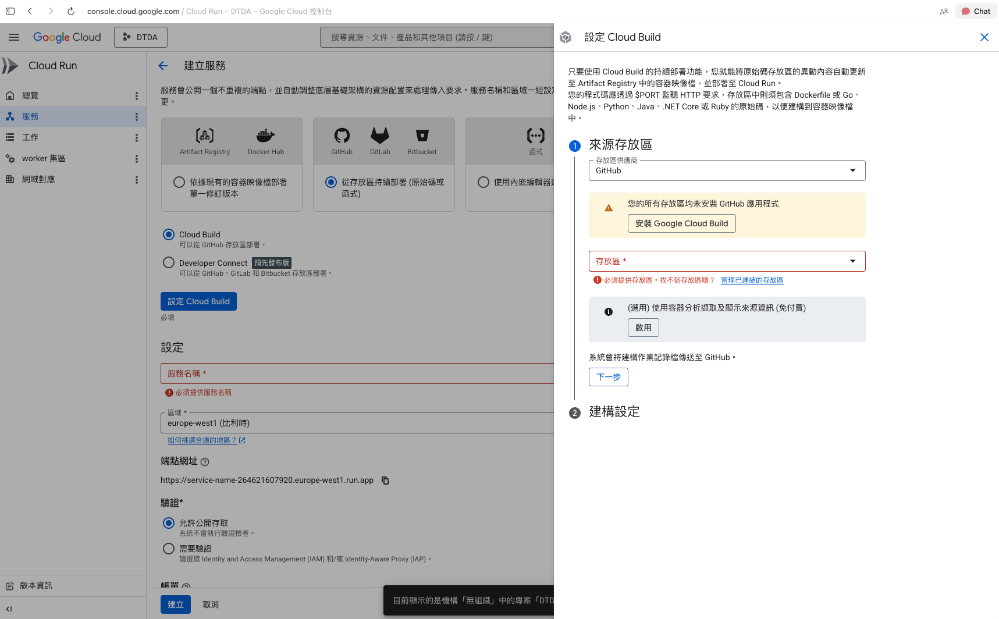 console.cloud.google.com / Cloud Run – DTDA – Google Cloud 控制台
Chat
Google Cloud
DTDA
搜尋資源、文件、產品和其他項目 (請按 / 鍵)
Cloud Run
總覽
服務
工作
worker 集區
網域對應
版本資訊
建立服務
服務會公開一個不重複的端點，並自動調整底層基礎架構的資源配置來處理傳入要求。服務名稱和區域一經設定
更。
Artifact Registry
Docker Hub
依據現有的容器映像檔部署
單一修訂版本
GitHub
GitLab
Bitbucket
從存放區持續部署 (原始碼或
函式)
函式
使用內嵌編輯器
Cloud Build
可以從 GitHub 存放區部署。
Developer Connect 預先發布版
可以從 GitHub、GitLab 和 Bitbucket 存放區部署。
設定 Cloud Build
必填
設定
服務名稱 *
必須提供服務名稱
區域 *
europe-west1 (比利時)
如何挑選合適的地區？
端點網址
https://service-name-264621607920.europe-west1.run.app
驗證*
允許公開存取
系統不會執行驗證檢查。
需要驗證
請選取 Identity and Access Management (IAM) 和/或 Identity-Aware Proxy (IAP)。
帳單
建立
取消
目前顯示的是機構「無組織」中的專案「DTD
設定 Cloud Build
只要使用 Cloud Build 的持續部署功能，您就能將原始碼存放區的異動內容自動更新
至 Artifact Registry 中的容器映像檔，並部署至 Cloud Run。
您的程式碼應透過 $PORT 監聽 HTTP 要求，存放區中則須包含 Dockerfile 或 Go、
Node.js、Python、Java、.NET Core 或 Ruby 的原始碼，以便建構到容器映像檔
中。
1
來源存放區
存放區供應商
GitHub
您的所有存放區均未安裝 GitHub 應用程式
安裝 Google Cloud Build
存放區 *
必須提供存放區。找不到存放區嗎？ 管理已連結的存放區
(選用) 使用容器分析擷取及顯示來源資訊 (免付費)
啟用
系統會將建構作業記錄檔傳送至 GitHub。
下一步
2
建構設定